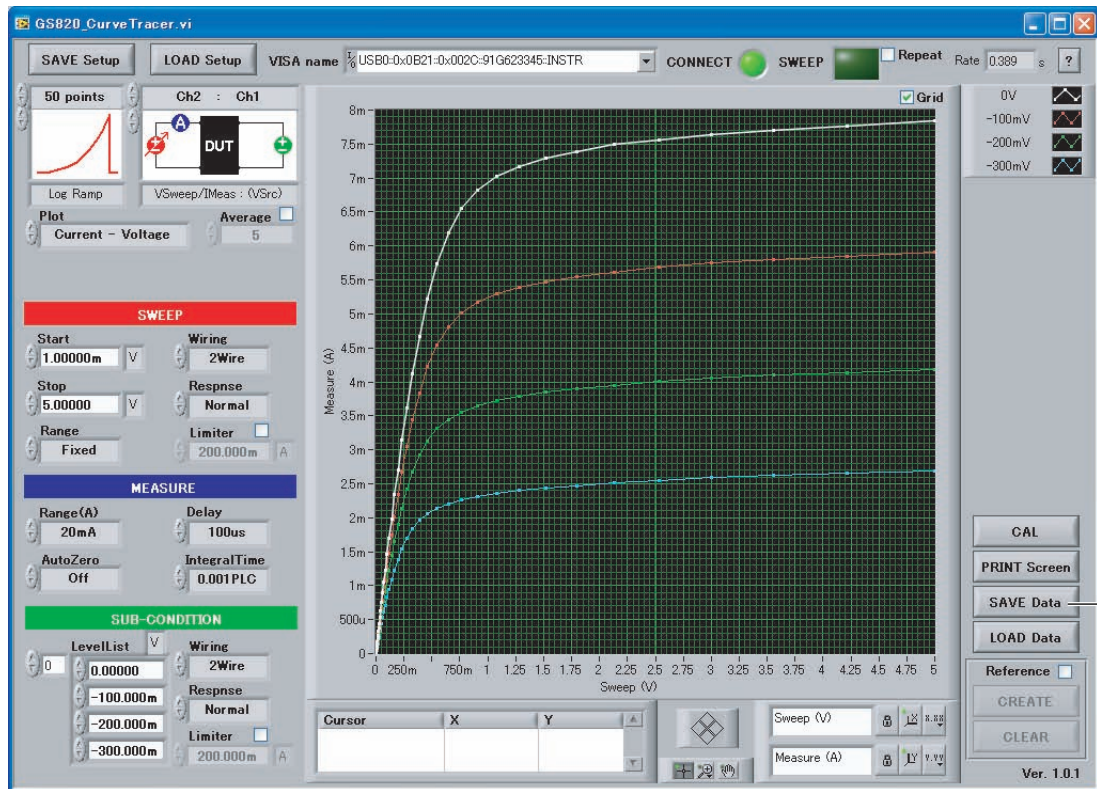 GS820_CurveTracer.vi
SAVE Setup
LOAD Setup
VISA name
USB0::0x0B21::0x002C::91G623345::INSTR
CONNECT
SWEEP
Repeat
Rate 0.389 s
?
50 points
Ch2 : Ch1
A
DUT
Log Ramp
VSweep/IMeas : (VSrc)
Plot
Current - Voltage
Average
5
SWEEP
Start
1.00000m V
Wiring
2Wire
Stop
5.00000 V
Respnse
Normal
Range
Fixed
Limiter
200.000m A
MEASURE
Range(A)
20mA
Delay
100us
AutoZero
Off
IntegralTime
0.001PLC
SUB-CONDITION
LevelList V
0
0.00000
-100.000m
-200.000m
-300.000m
Wiring
2Wire
Respnse
Normal
Limiter
200.000m A
Grid
Measure (A)
8m
7.5m
7m
6.5m
6m
5.5m
5m
4.5m
4m
3.5m
3m
2.5m
2m
1.5m
1m
500u
0
0 250m 750m 1 1.25 1.5 1.75 2 2.25 2.5 2.75 3 3.25 3.5 3.75 4 4.25 4.5 4.75 5
Sweep (V)
Cursor X Y
Sweep (V)
X.XX
Measure (A)
Y.YY
0V
-100mV
-200mV
-300mV
CAL
PRINT Screen
SAVE Data
LOAD Data
Reference
CREATE
CLEAR
Ver. 1.0.1